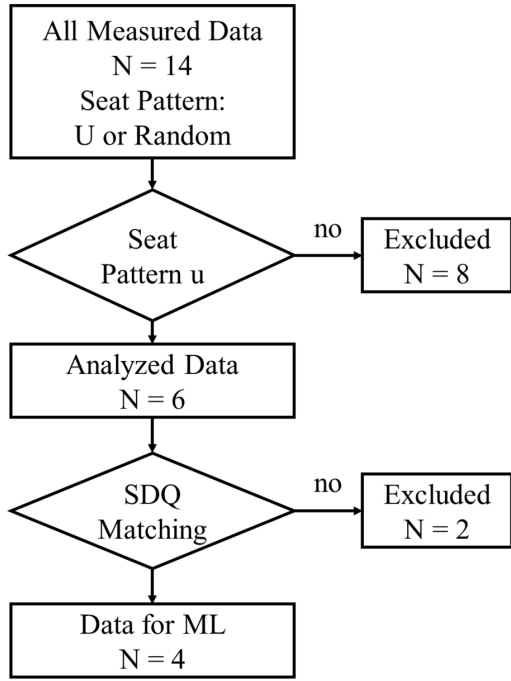 All Measured Data
N = 14
Seat Pattern:
U or Random
Seat
Pattern u
no
Excluded
N = 8
Analyzed Data
N = 6
SDQ
Matching
no
Excluded
N = 2
Data for ML
N = 4